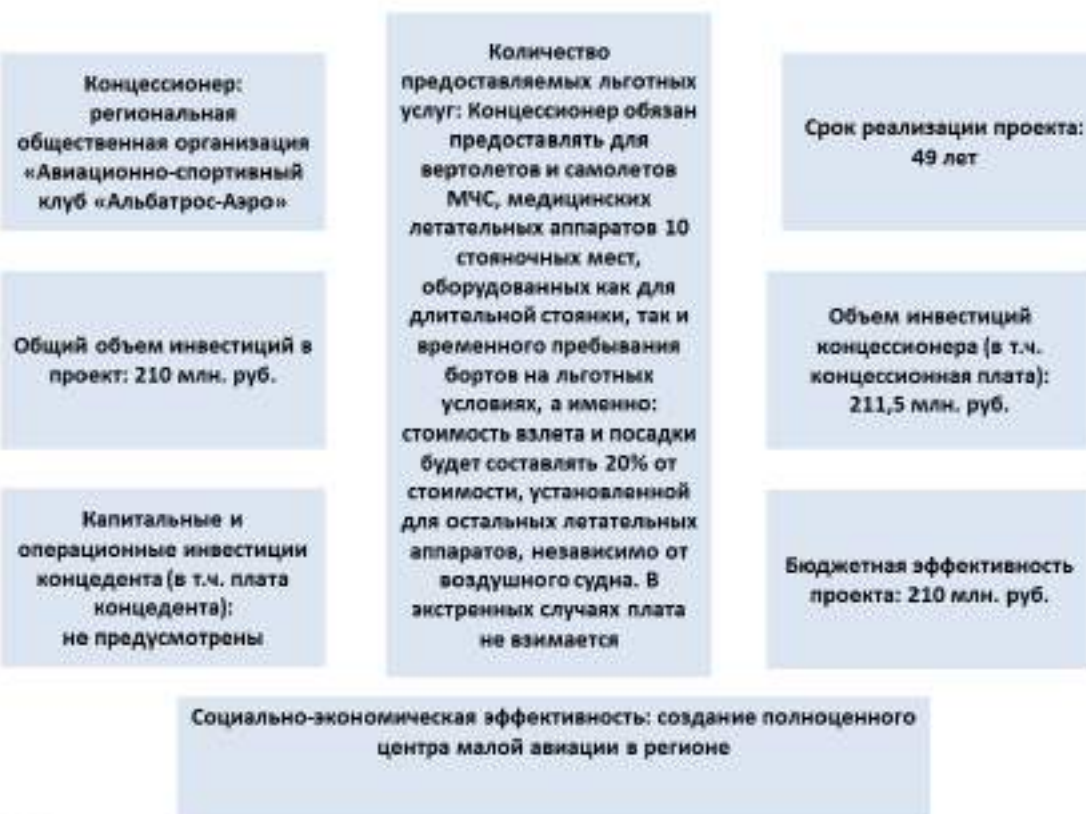 Концессионер:
региональная
общественная организация
«Авиационно-спортивный
клуб «Альбатрос-Аэро»
Общий объем инвестиций в
проект: 210 млн. руб.
Капитальные и
операционные инвестиции
концедента (в т.ч. плата
концедента):
не предусмотрены
Количество
предоставляемых льготных
услуг: Концессионер обязан
предоставлять для
вертолетов и самолетов
МЧС, медицинских
летательных аппаратов 10
стояночных мест,
оборудованных как для
длительной стоянки, так и
временного пребывания
бортов на льготных
условиях, а именно:
стоимость взлета и посадки
будет составлять 20% от
стоимости, установленной
для остальных летательных
аппаратов, независимо от
воздушного судна. В
экстренных случаях плата
не взимается
Срок реализации проекта:
49 лет
Объем инвестиций
концессионера (в т.ч.
концессионная плата):
211,5 млн. руб.
Бюджетная эффективность
проекта: 210 млн. руб.
Социально-экономическая эффективность: создание полноценного
центра малой авиации в регионе